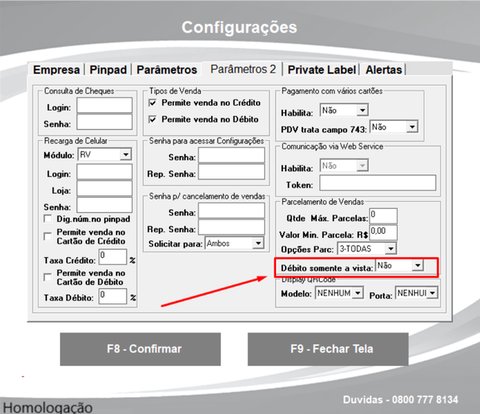 Configurações
Empresa Pinpad Parâmetros Parâmetros 2 Private Label Alertas
Consulta de Cheques
Login:
Senha:
Recarga de Celular
Módulo: RV
Login:
Loja:
Senha:
Dig.núm.no pinpad
Permite venda no
Cartão de Crédito
Taxa Crédito: 0 %
Permite venda no
Cartão de Débito
Taxa Débito: 0 %
Tipos de Venda
Permite venda no Crédito
Permite venda no Débito
Senha para acessar Configurações
Senha:
Rep. Senha:
Senha p/ cancelamento de vendas
Senha:
Rep. Senha:
Solicitar para: Ambos
Pagamento com vários cartões
Habilita: Não
PDV trata campo 743: Não
Comunicação via Web Service
Habilita: Não
Token:
Parcelamento de Vendas
Qtde Máx. Parcelas: 0
Valor Min. Parcela: R$ 0,00
Opções Parc: 3-TODAS
Débito somente a vista: Não
Display QRCode
Modelo: NENHUM Porta: NENHUI
F8 - Confirmar
F9 - Fechar Tela
Duvidas - 0800 777 8134
Homologação